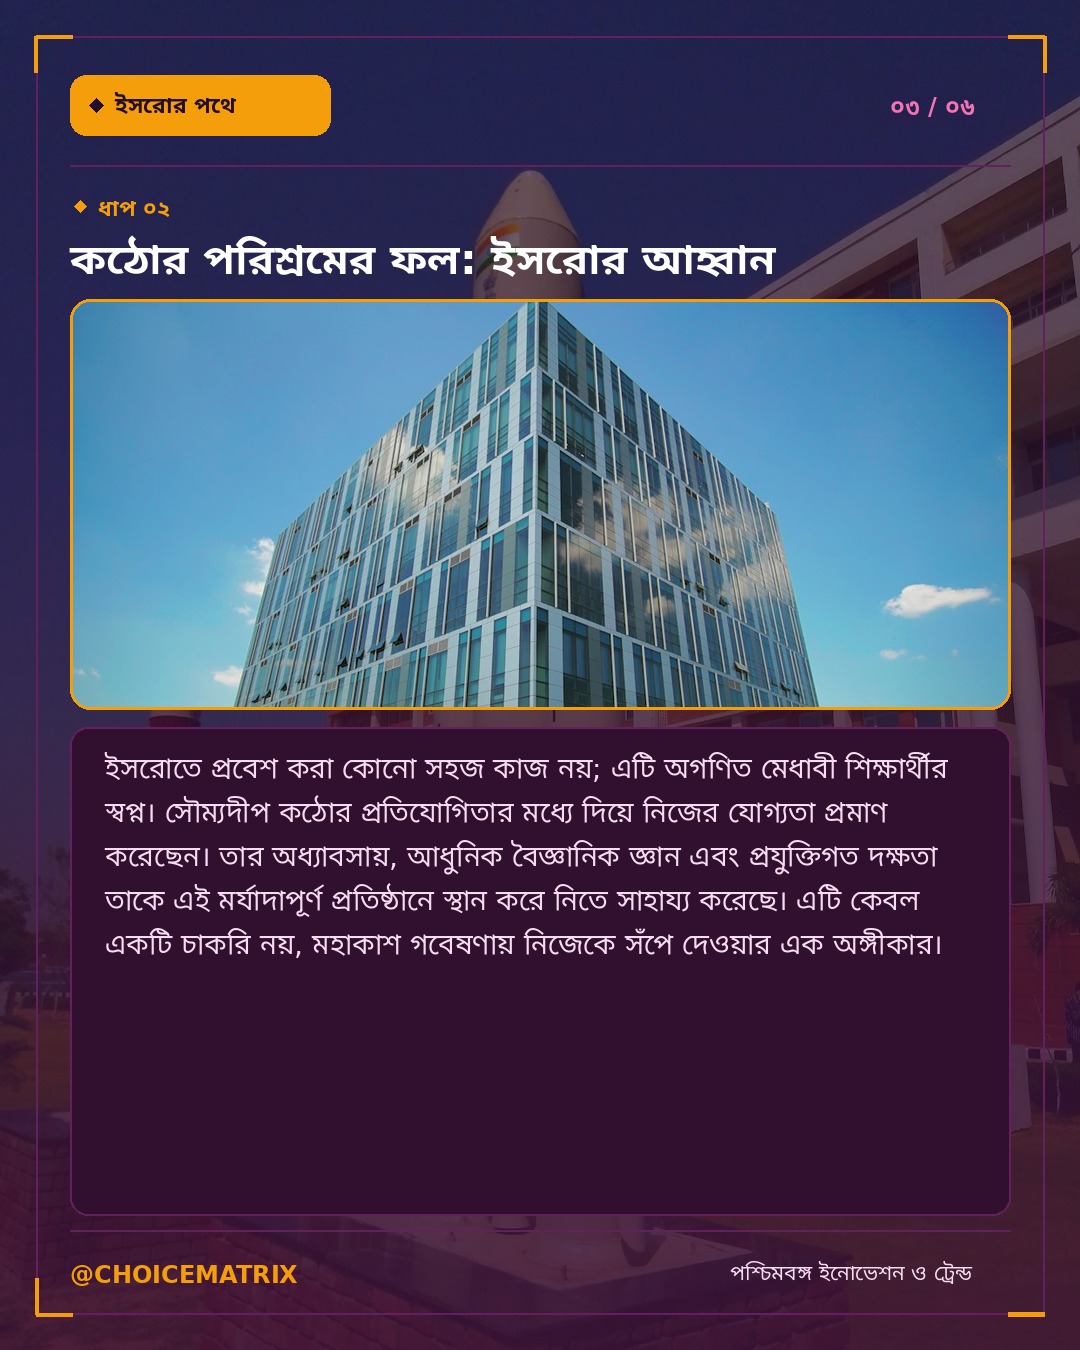 ইসরোর পথে
০৩ / ০৬
ধাপ ০২
কঠোর পরিশ্রমের ফল: ইসরোর আহ্বান
ইসরোতে প্রবেশ করা কোনো সহজ কাজ নয়; এটি অগণিত মেধাবী শিক্ষার্থীর
স্বপ্ন। সৌম্যদীপ কঠোর প্রতিযোগিতার মধ্যে দিয়ে নিজের যোগ্যতা প্রমাণ
করেছেন। তার অধ্যাবসায়, আধুনিক বৈজ্ঞানিক জ্ঞান এবং প্রযুক্তিগত দক্ষতা
তাকে এই মর্যাদাপূর্ণ প্রতিষ্ঠানে স্থান করে নিতে সাহায্য করেছে। এটি কেবল
একটি চাকরি নয়, মহাকাশ গবেষণায় নিজেকে সঁপে দেওয়ার এক অঙ্গীকার।
@CHOICEMATRIX
পশ্চিমবঙ্গ ইনোভেশন ও ট্রেন্ড